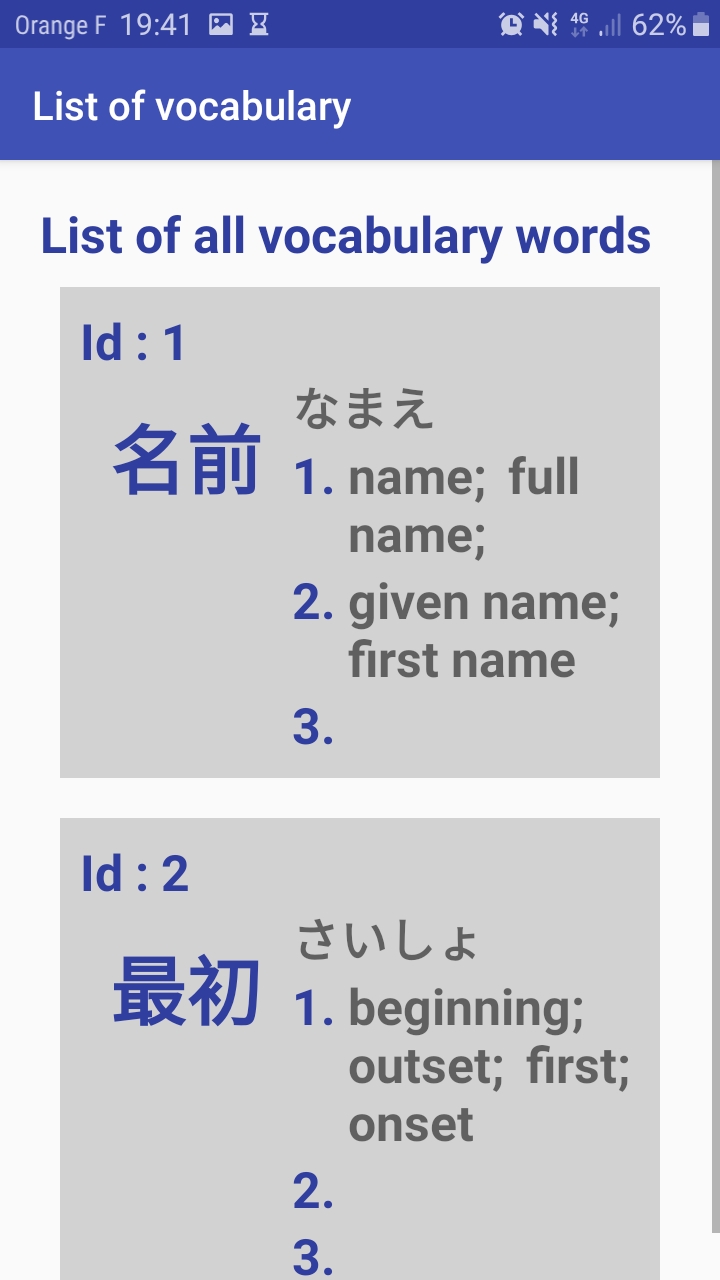 Orange F 19:41 4G 62%
List of vocabulary
List of all vocabulary words
Id : 1
なまえ
名前
1. name; full
name;
2. given name;
first name
3.
Id : 2
さいしょ
最初
1. beginning;
outset; first;
onset
2.
3.